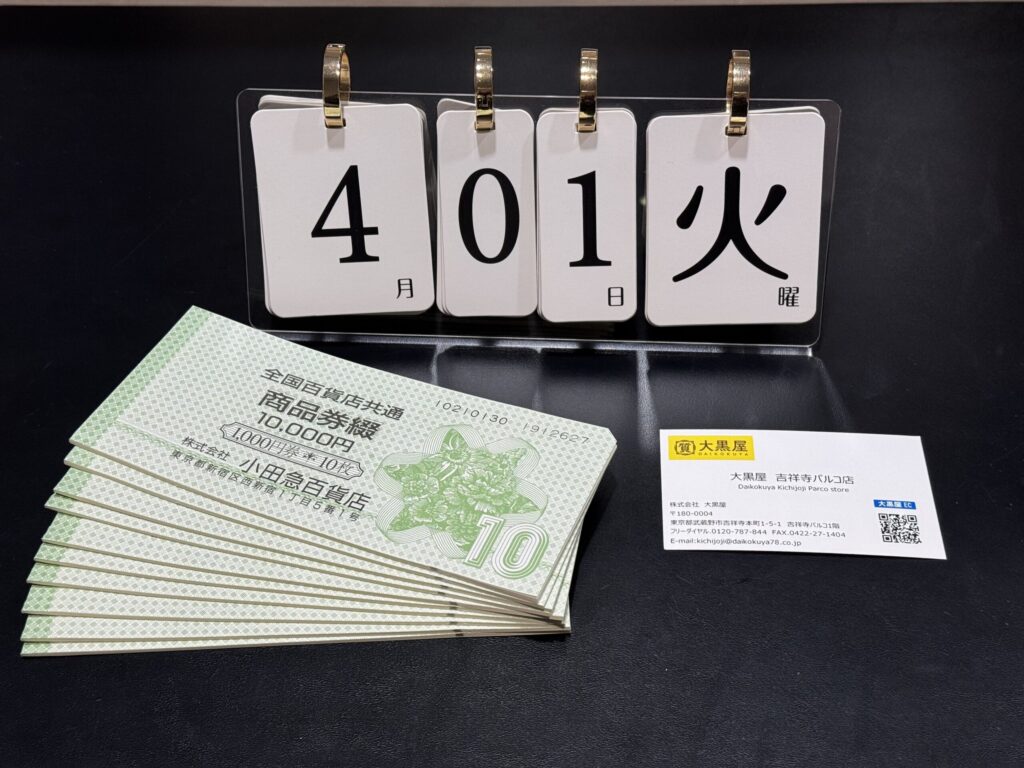 4月 01日 火曜
全国百貨店共通
商品券綴
10,000円
1,000円券✻10枚
株式会社 小田急百貨店
東京都新宿区西新宿1丁目5番1号
10210130 1912627
10
質 大黒屋
DAIKOKUYA
大黒屋 吉祥寺パルコ店
Daikokuya Kichijoji Parco store
株式会社 大黒屋
〒180-0004
東京都武蔵野市吉祥寺本町1-5-1 吉祥寺パルコ1階
フリーダイヤル.0120-787-844 FAX.0422-27-1404
E-mail:kichijoji@daikokuya78.co.jp
大黒屋 EC